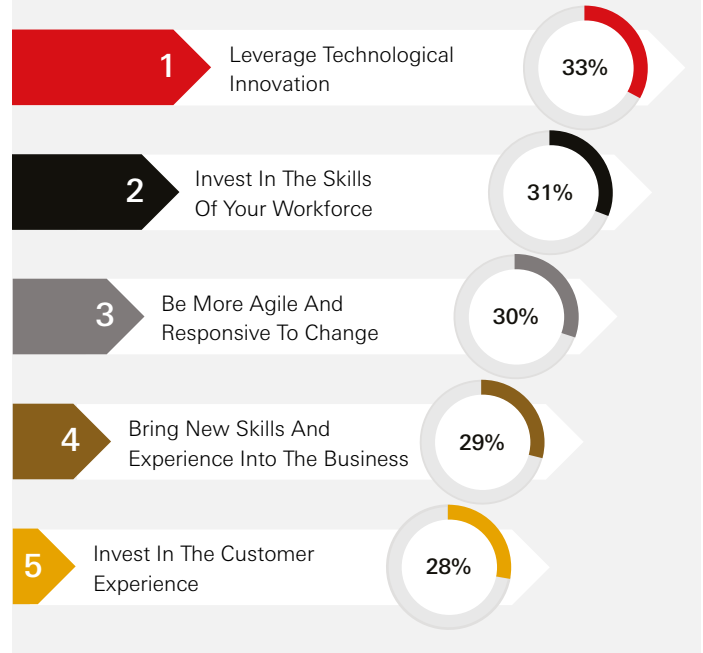 1
Leverage Technological
Innovation
33%
2
Invest In The Skills
Of Your Workforce
31%
3
Be More Agile And
Responsive To Change
30%
4
Bring New Skills And
Experience Into The Business
29%
5
Invest In The Customer
Experience
28%